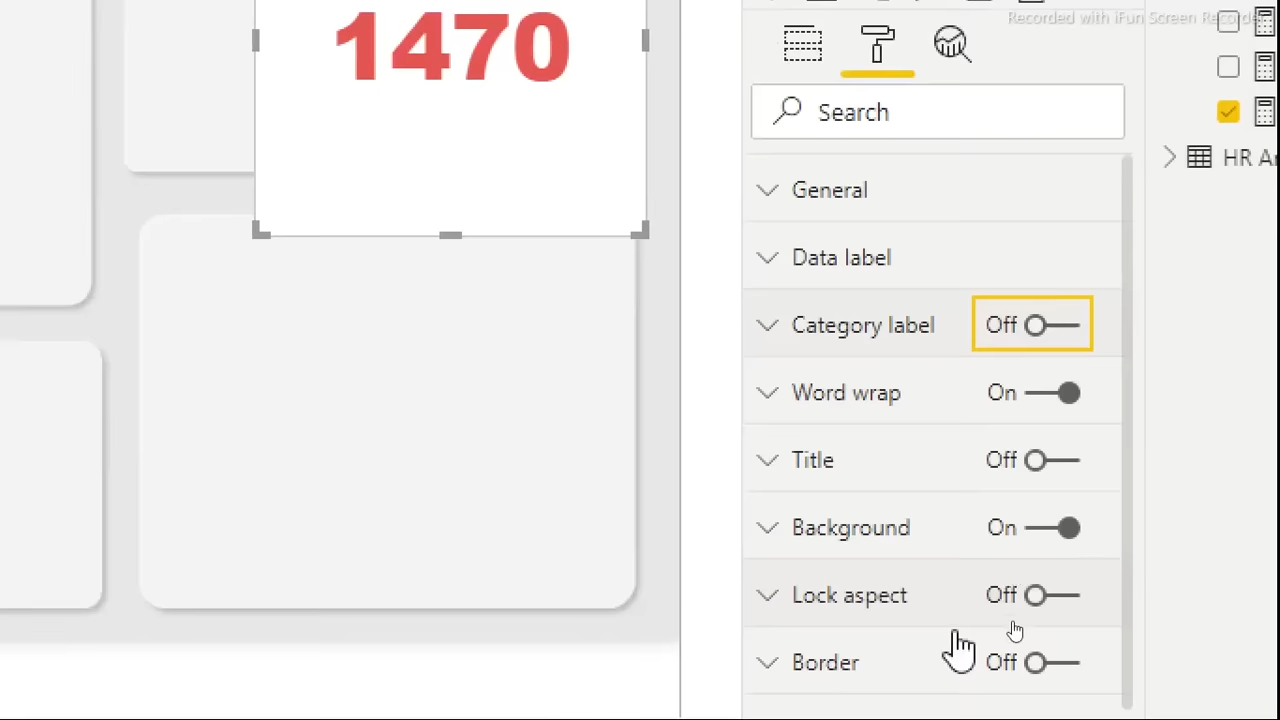 Recorded with iFun Screen Recorder
1470
Search
HR
General
Data label
Category label Off
Word wrap On
Title Off
Background On
Lock aspect Off
Border Off